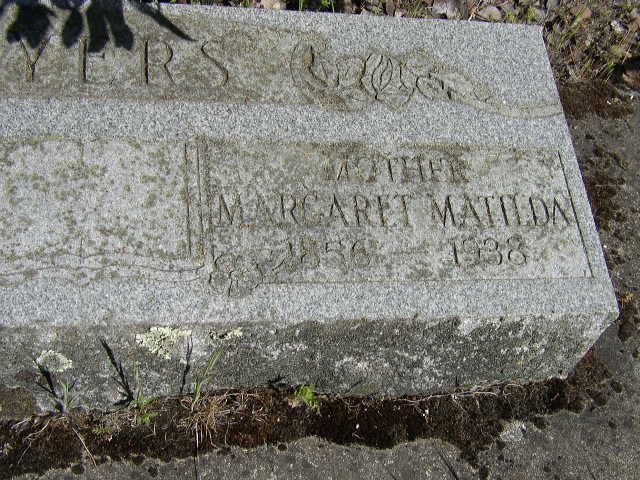 YERS
MOTHER
MARGARET MATILDA
1856 — 1938